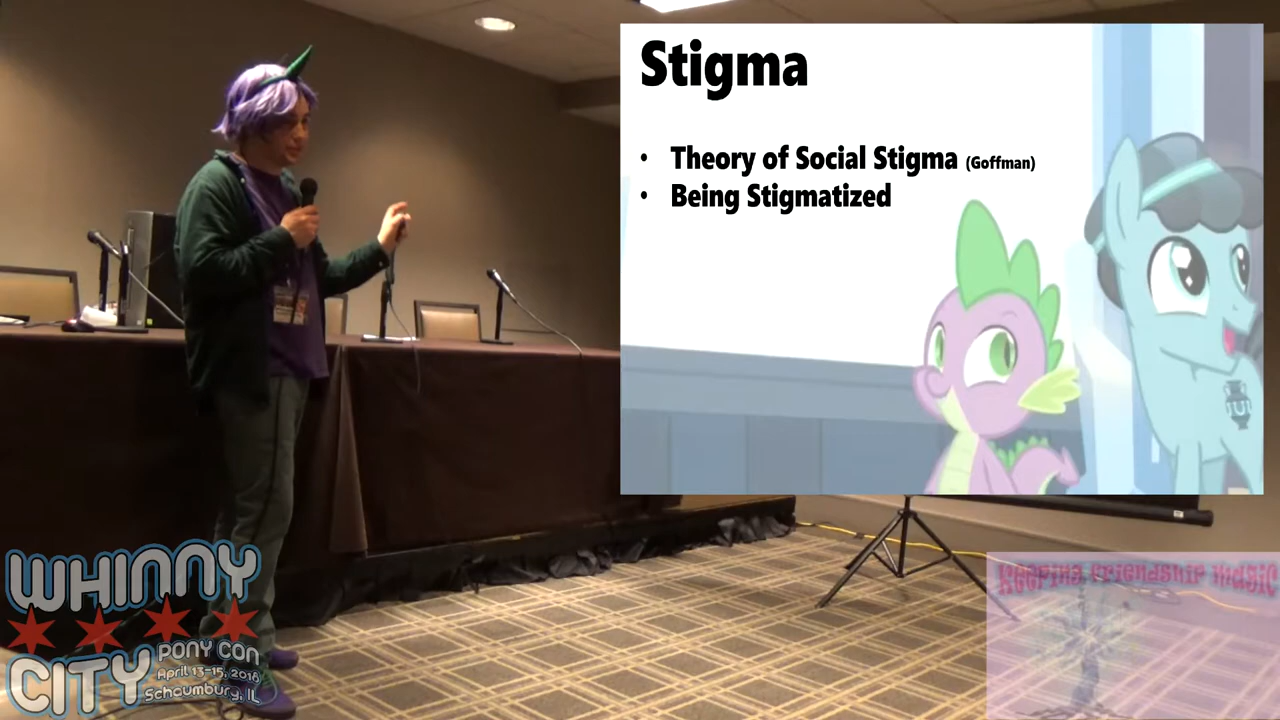 Stigma
• Theory of Social Stigma (Goffman)
• Being Stigmatized
WHINNY
CITY
PONY CON
April 13-15, 2018
Schaumburg, IL
Keeping Friendship Magic